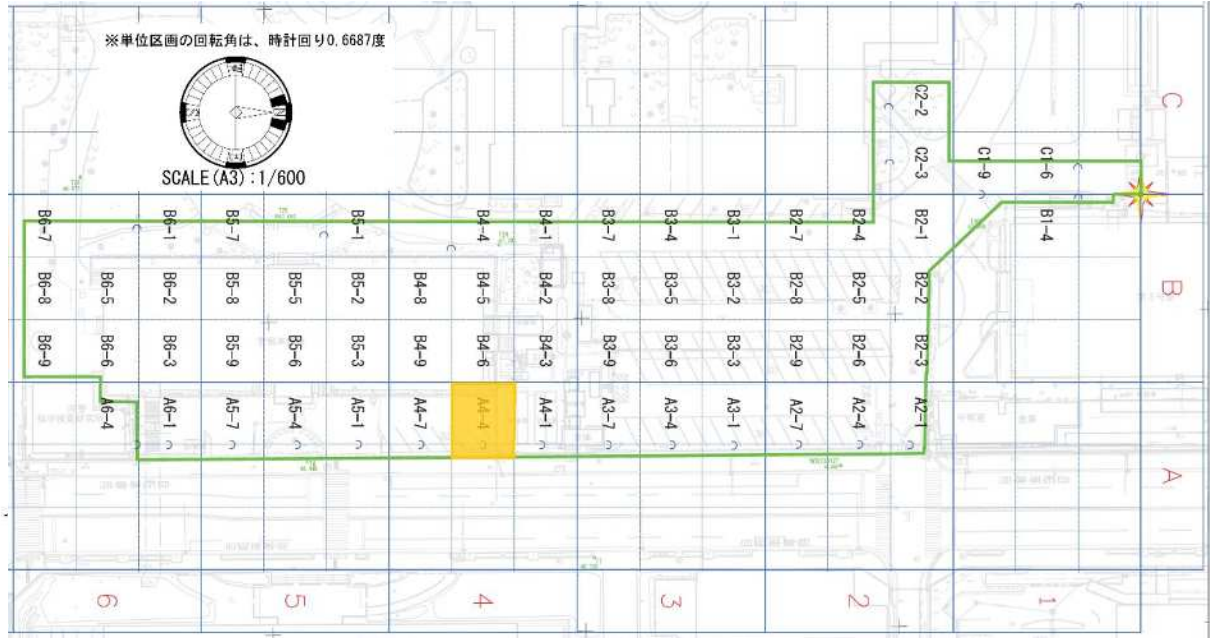 ※単位区画の回転角は、時計回り0.6687度
SCALE(A3):1/600
C
B
A
C2-2
C2-3
C1-9
C1-6
B6-7
B6-1
B5-7
B5-1
B4-4
B4-1
B3-7
B3-4
B3-1
B2-7
B2-4
B2-1
B1-4
B6-8
B6-5
B6-2
B5-8
B5-5
B5-2
B4-8
B4-5
B4-2
B3-8
B3-5
B3-2
B2-8
B2-5
B2-2
B6-9
B6-6
B6-3
B5-9
B5-6
B5-3
B4-9
B4-6
B4-3
B3-9
B3-6
B3-3
B2-9
B2-6
B2-3
A6-4
A6-1
A5-7
A5-4
A5-1
A4-7
A4-4
A4-1
A3-7
A3-4
A3-1
A2-7
A2-4
A2-1
6
5
4
3
2
1